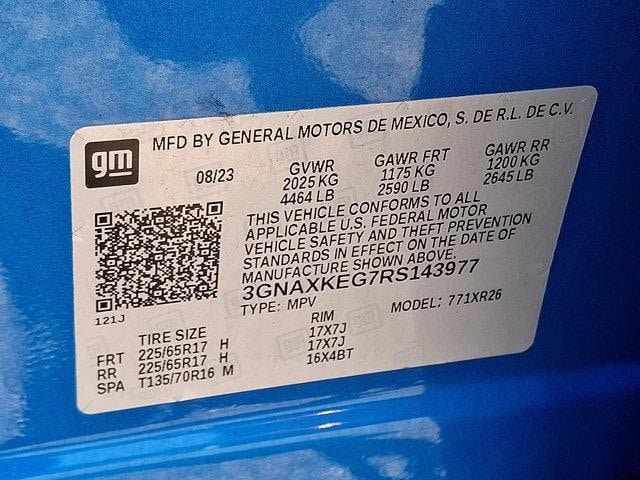 gm
MFD BY GENERAL MOTORS DE MEXICO, S. DE R.L. DE C.V.
08/23 GVWR GAWR FRT GAWR RR
2025 KG 1175 KG 1200 KG
4464 LB 2590 LB 2645 LB
THIS VEHICLE CONFORMS TO ALL
APPLICABLE U.S. FEDERAL MOTOR
VEHICLE SAFETY AND THEFT PREVENTION
STANDARDS IN EFFECT ON THE DATE OF
MANUFACTURE SHOWN ABOVE.
3GNAXKEG7RS143977
TYPE: MPV MODEL: 771XR26
121J
TIRE SIZE RIM
FRT 225/65R17 H 17X7J
RR 225/65R17 H 17X7J
SPA T135/70R16 M 16X4BT